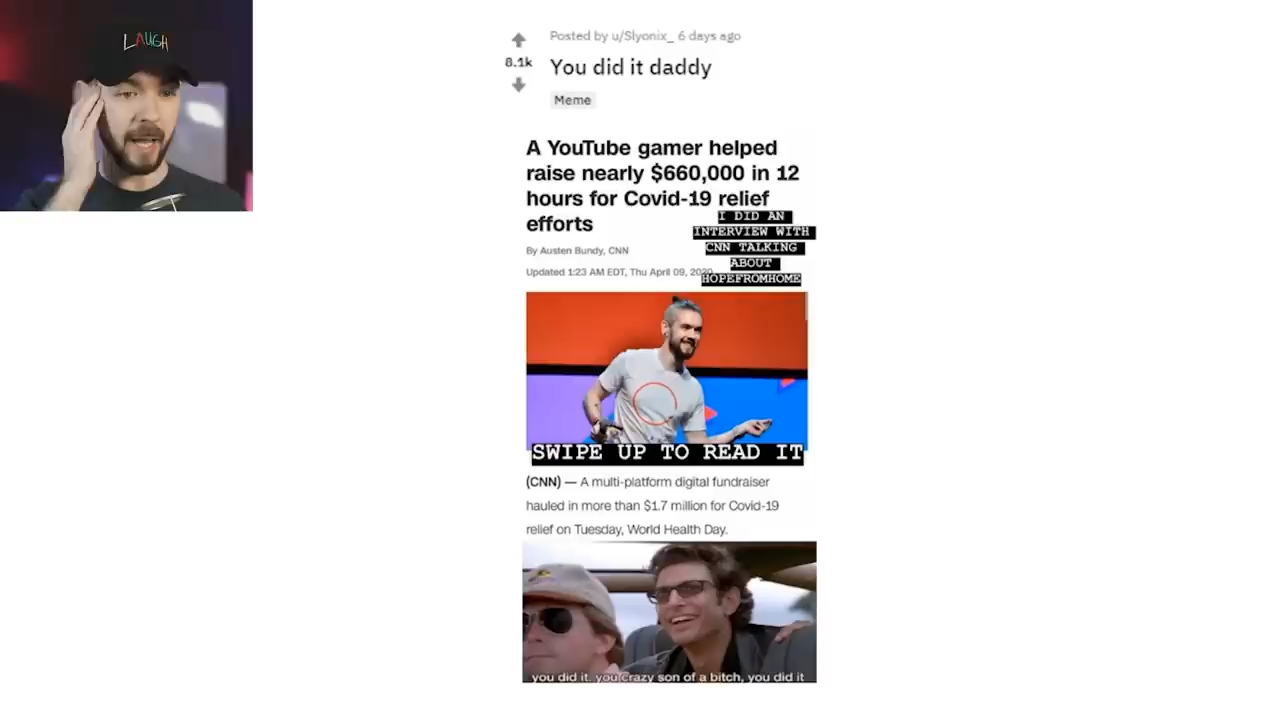 LAUGH
Posted by u/Slyonix_ 6 days ago
8.1k
You did it daddy
Meme
A YouTube gamer helped
raise nearly $660,000 in 12
hours for Covid-19 relief
efforts
I DID AN
INTERVIEW WITH
CNN TALKING
ABOUT
HOPEFROMHOME
By Austen Bundy, CNN
Updated 1:23 AM EDT, Thu April 09, 2020
SWIPE UP TO READ IT
(CNN) — A multi-platform digital fundraiser
hauled in more than $1.7 million for Covid-19
relief on Tuesday, World Health Day.
you did it. you crazy son of a bitch, you did it